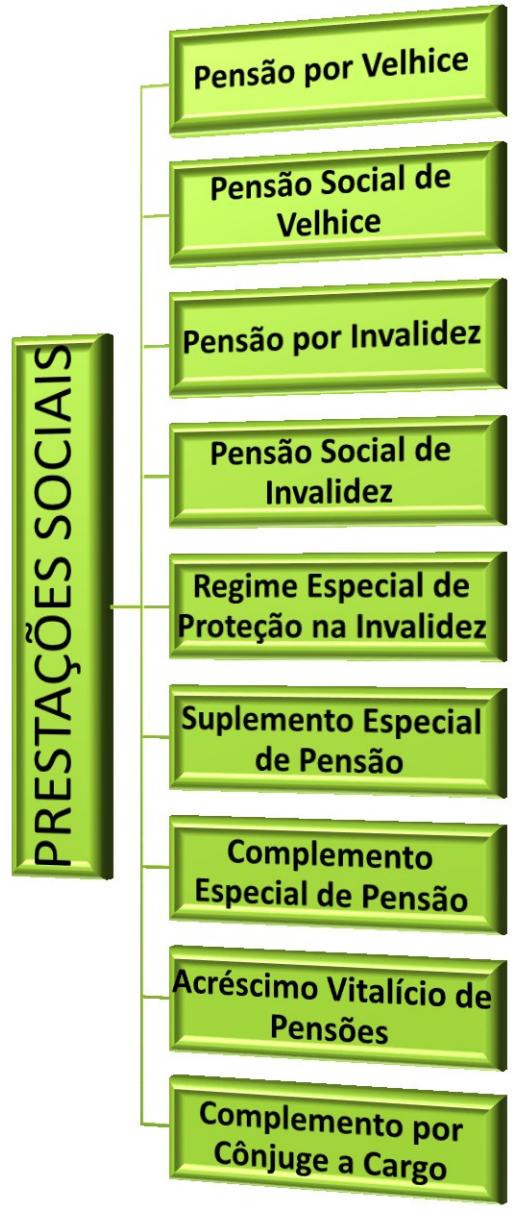 PRESTAÇÕES SOCIAIS
Pensão por Velhice
Pensão Social de
Velhice
Pensão por Invalidez
Pensão Social de
Invalidez
Regime Especial de
Proteção na Invalidez
Suplemento Especial
de Pensão
Complemento
Especial de Pensão
Acréscimo Vitalício de
Pensões
Complemento por
Cônjuge a Cargo